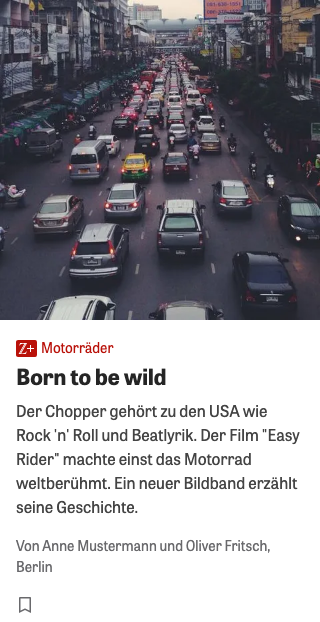 Z+ Motorräder
Born to be wild
Der Chopper gehört zu den USA wie
Rock 'n' Roll und Beatlyrik. Der Film "Easy
Rider" machte einst das Motorrad
weltberühmt. Ein neuer Bildband erzählt
seine Geschichte.
Von Anne Mustermann und Oliver Fritsch,
Berlin